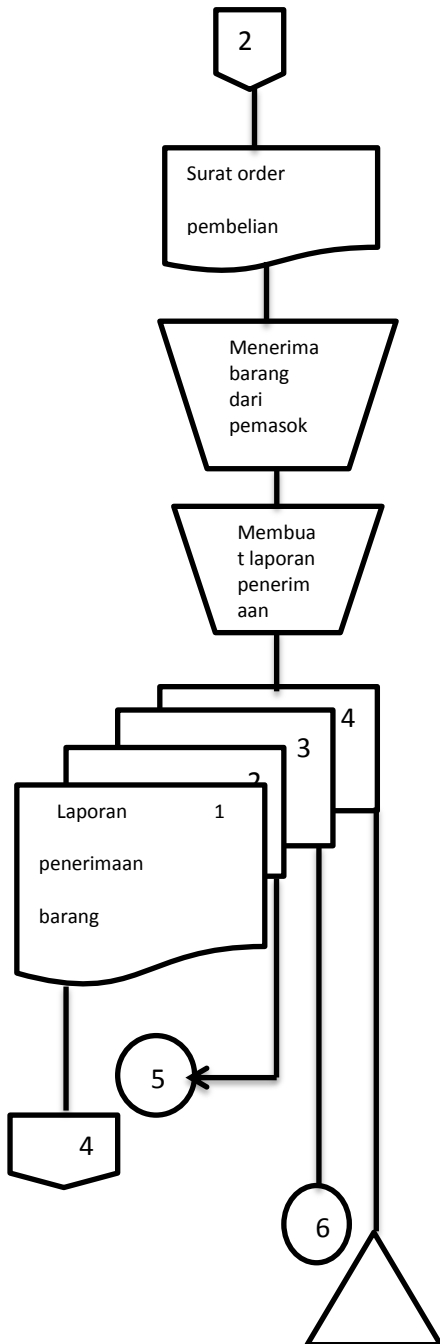 2
Surat order
pembelian
Menerima
barang
dari
pemasok
Membua
t laporan
penerim
aan
4
3
2
Laporan 1
penerimaan
barang
5
4
6